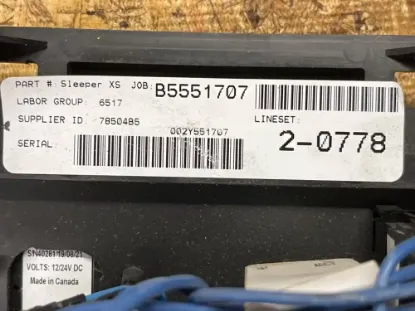 PART #: Sleeper XS JOB: B5551707
LABOR GROUP: 6517
SUPPLIER ID: 78504B5 LINESET:
002Y551707
SERIAL: 2-0778
VOLTS: 12/24V DC
Made in Canada